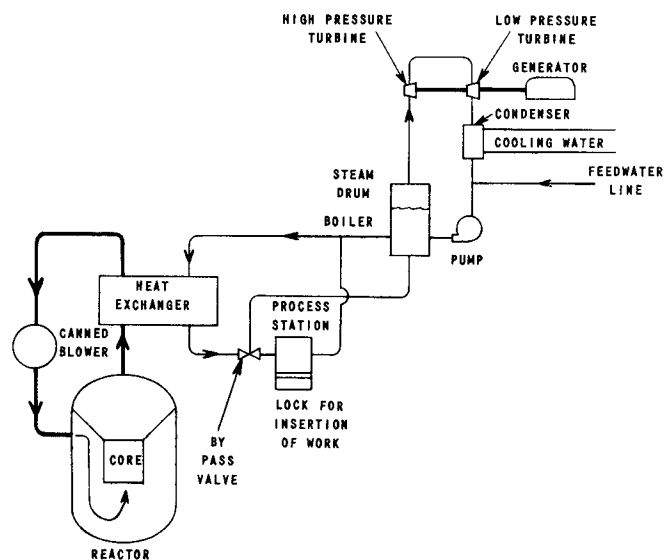 HIGH PRESSURE
TURBINE
LOW PRESSURE
TURBINE
GENERATOR
CONDENSER
COOLING WATER
FEEDWATER
LINE
STEAM
DRUM
BOILER
PUMP
HEAT
EXCHANGER
PROCESS
STATION
CANNED
BLOWER
LOCK FOR
INSERTION
OF WORK
BY
PASS
VALVE
CORE
REACTOR